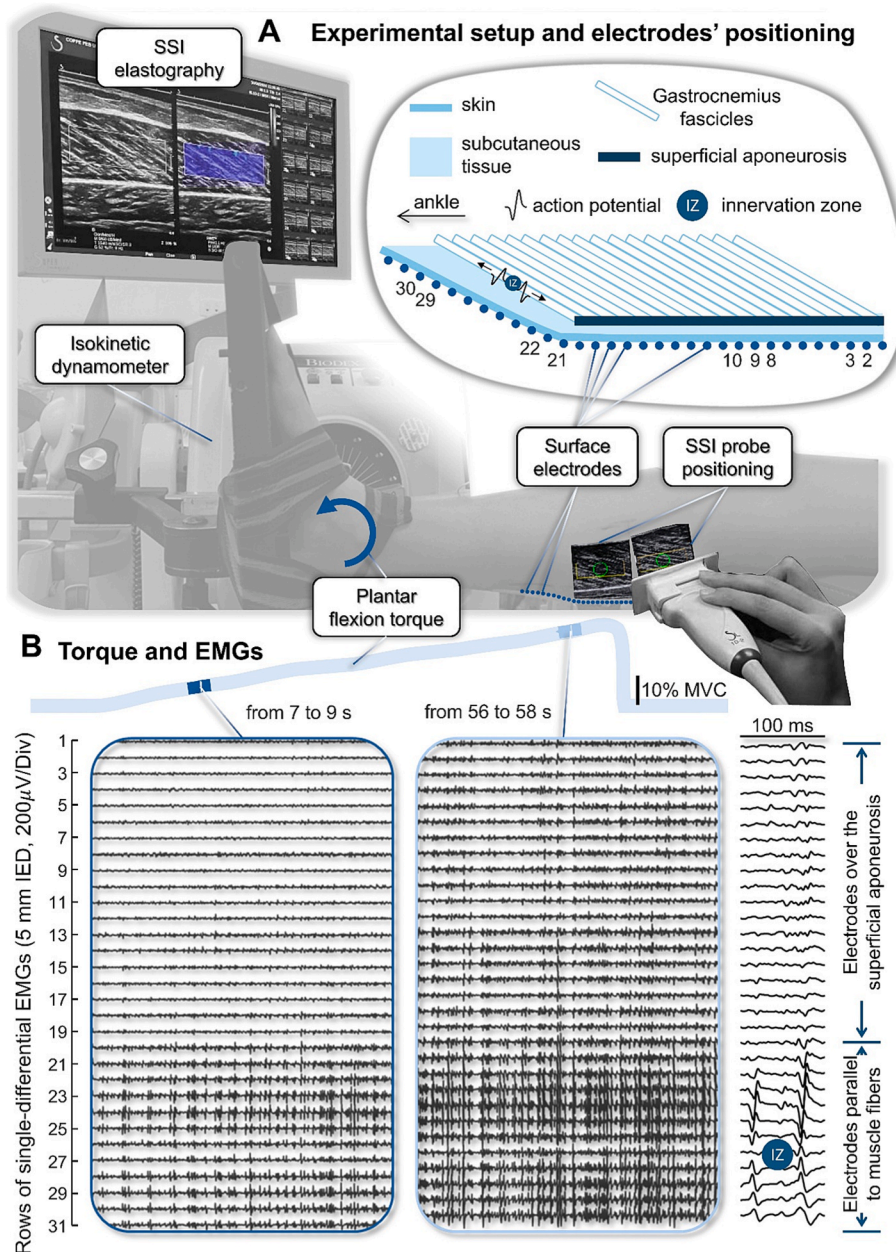 A Experimental setup and electrodes' positioning
SSI
elastography
skin
subcutaneous
tissue
Gastrocnemius
fascicles
superficial aponeurosis
ankle
action potential
IZ
innervation zone
IZ
30
29
22
21
10
9
8
3
2
Isokinetic
dynamometer
BIODEX
Surface
electrodes
SSI probe
positioning
Plantar
flexion torque
B Torque and EMGs
10% MVC
from 7 to 9 s
from 56 to 58 s
100 ms
Rows of single-differential EMGs (5 mm IED, 200μV/Div)
1
3
5
7
9
11
13
15
17
19
21
23
25
27
29
31
IZ
Electrodes over the
superficial aponeurosis
Electrodes parallel
to muscle fibers